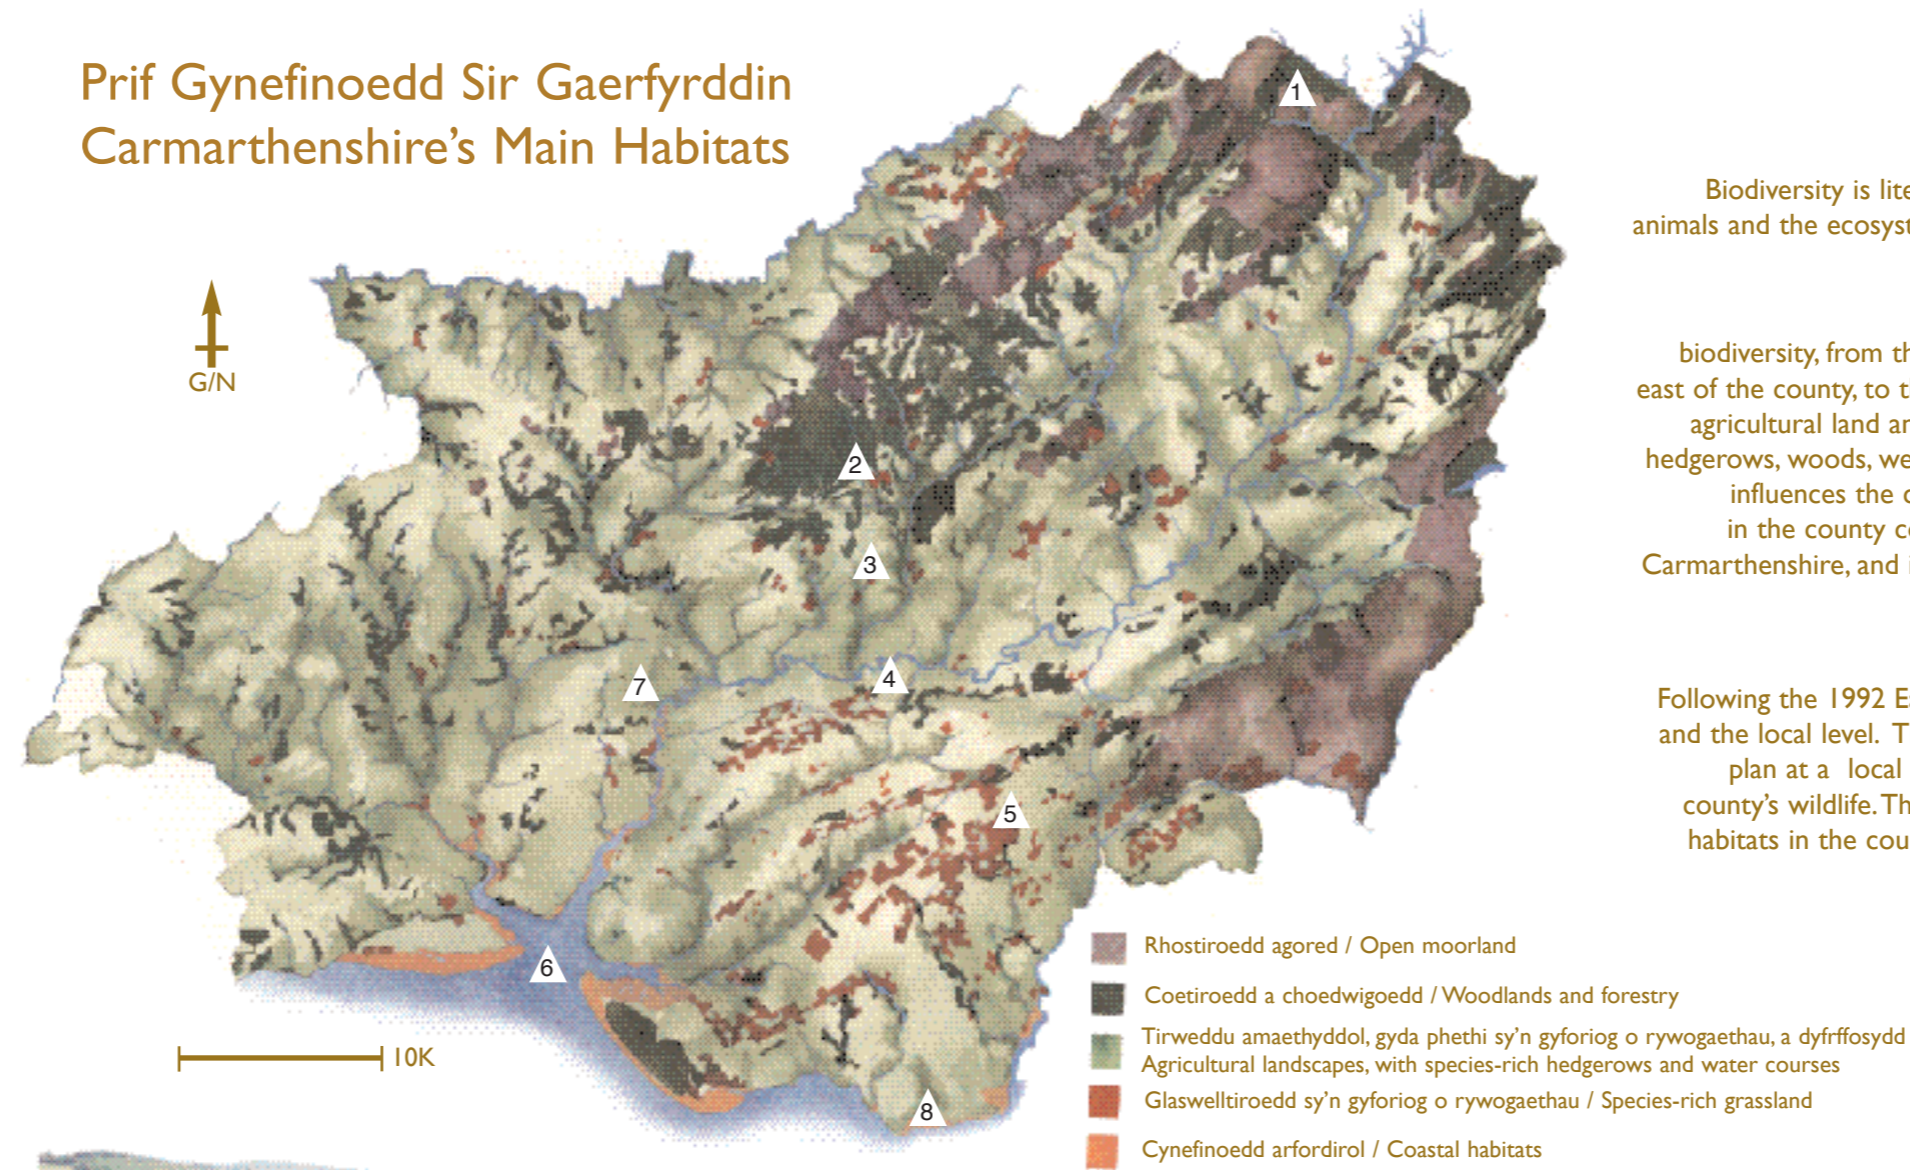 Prif Gynefinoedd Sir Gaerfyrddin
Carmarthenshire's Main Habitats
G/N
1
2
3
4
5
6
7
8
10K
Biodiversity is lite
animals and the ecosyst
biodiversity, from th
east of the county, to t
agricultural land an
hedgerows, woods, we
influences the
in the county c
Carmarthenshire, and i
Following the 1992 E
and the local level. T
plan at a local
county's wildlife. Th
habitats in the cou
Rhostiroedd agored / Open moorland
Coetiroedd a choedwigoedd / Woodlands and forestry
Tirweddu amaethyddol, gyda phethi sy'n gyforiog o rywogaethau, a dyfrffosydd
Agricultural landscapes, with species-rich hedgerows and water courses
Glaswelltiroedd sy'n gyforiog o rywogaethau / Species-rich grassland
Cynefinoedd arfordirol / Coastal habitats